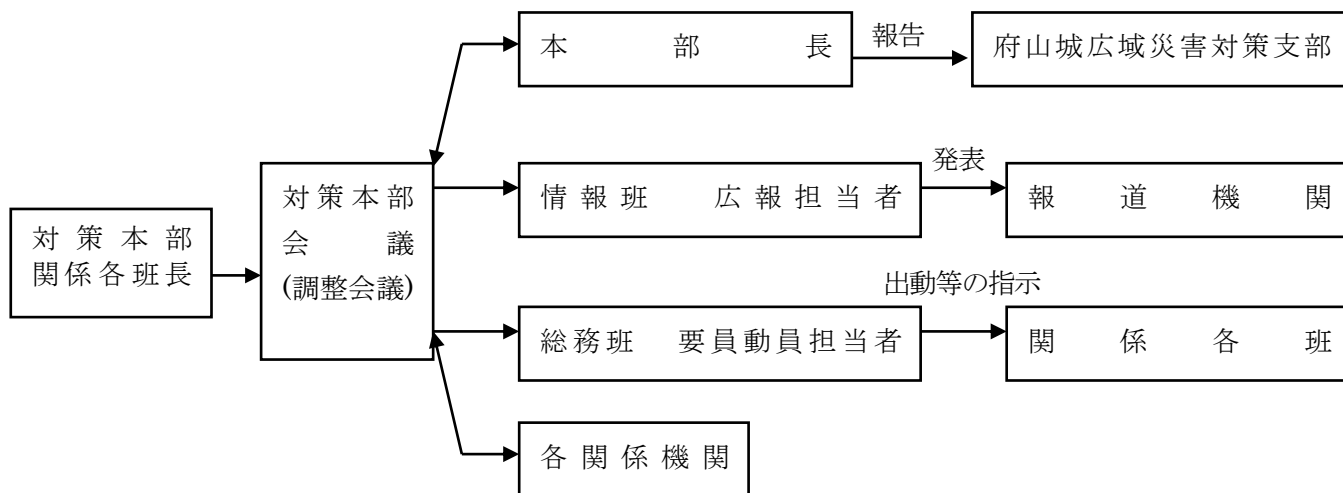 本部長
報告
府山城広域災害対策支部
対策本部
関係各班長
対策本部
会議
(調整会議)
情報班 広報担当者
発表
報道機関
出動等の指示
総務班 要員動員担当者
関係各班
各関係機関